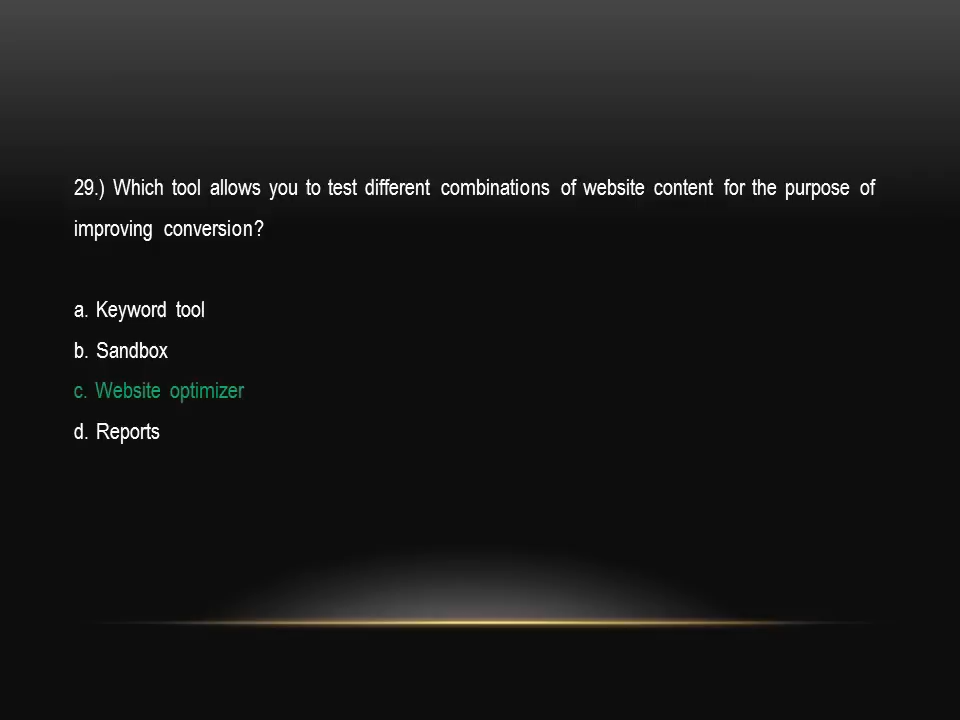 29.) Which tool allows you to test different combinations of website content for the purpose of
improving conversion?
a. Keyword tool
b. Sandbox
c. Website optimizer
d. Reports